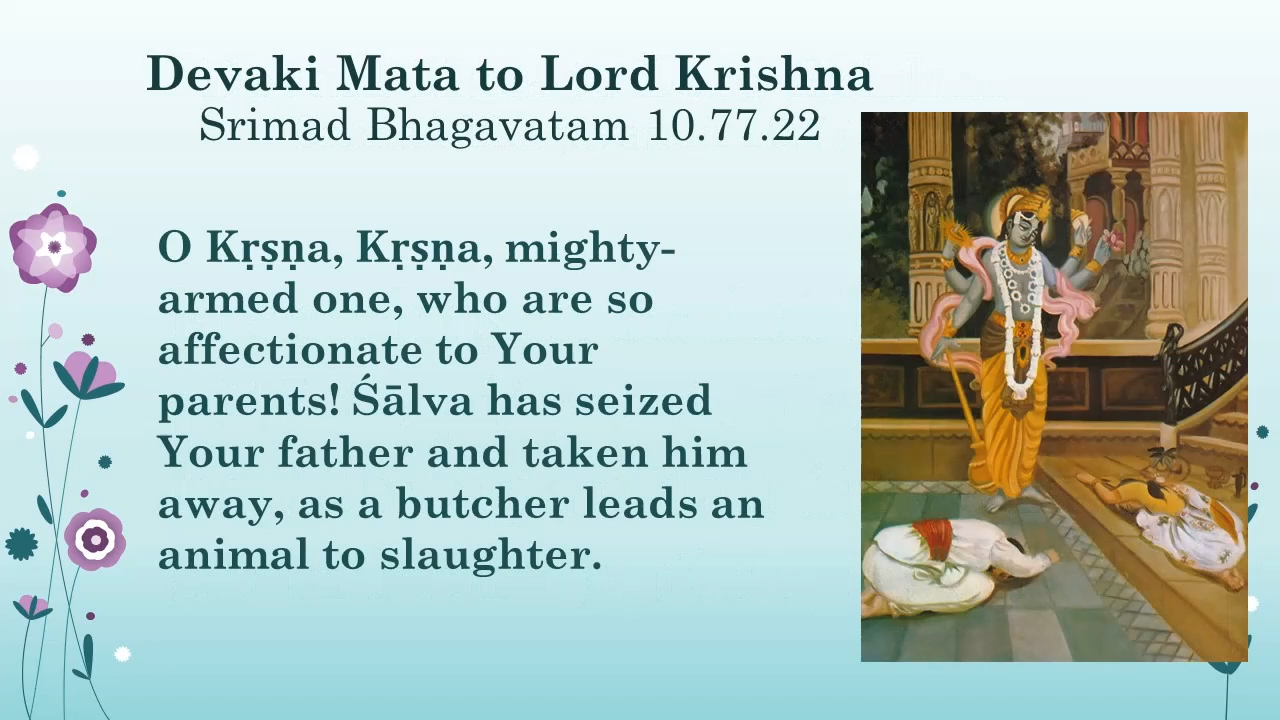 Devaki Mata to Lord Krishna
Srimad Bhagavatam 10.77.22
O Kṛṣṇa, Kṛṣṇa, mighty-
armed one, who are so
affectionate to Your
parents! Śālva has seized
Your father and taken him
away, as a butcher leads an
animal to slaughter.